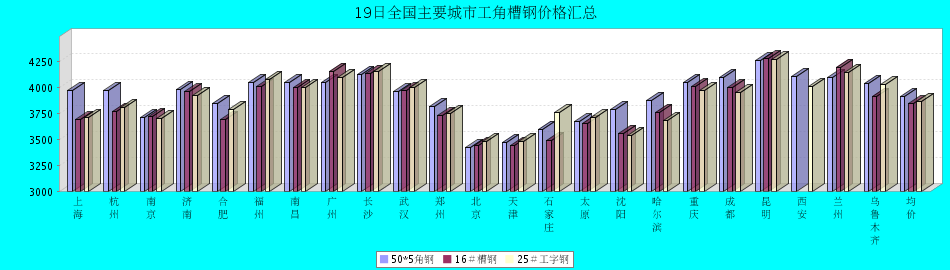 19日全国主要城市工角槽钢价格汇总
4250
4000
3750
3500
3250
3000
上海
杭州
南京
济南
合肥
福州
南昌
广州
长沙
武汉
郑州
北京
天津
石家庄
太原
沈阳
哈尔滨
重庆
成都
昆明
西安
兰州
乌鲁木齐
均价
50*5角钢 16#槽钢 25#工字钢